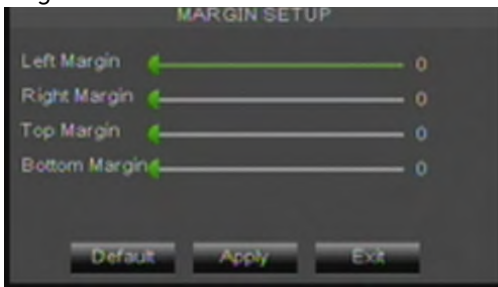 MARGIN SETUP
Left Margin 0
Right Margin 0
Top Margin 0
Bottom Margin 0
Default Apply Exit